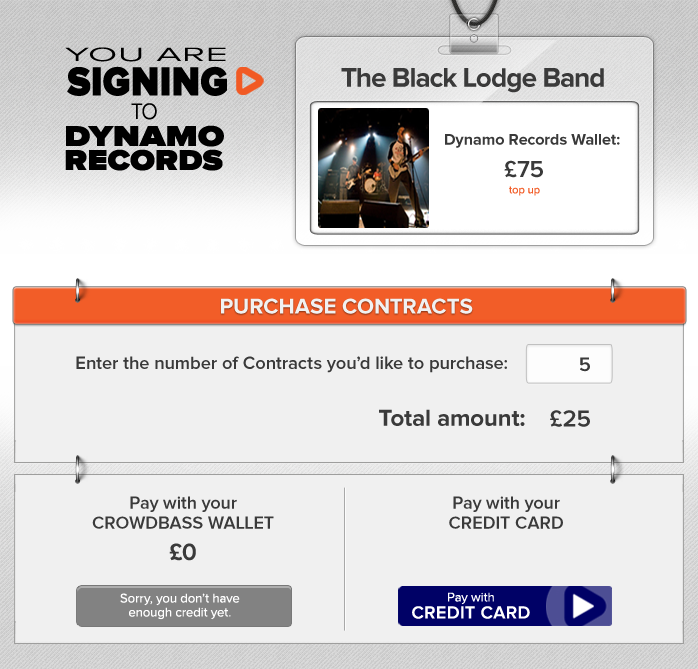 YOU ARE
SIGNING
TO
DYNAMO
RECORDS
The Black Lodge Band
Dynamo Records Wallet:
£75
top up
PURCHASE CONTRACTS
Enter the number of Contracts you'd like to purchase: 5
Total amount: £25
Pay with your
CROWDBASS WALLET
£0
Sorry, you don't have
enough credit yet.
Pay with your
CREDIT CARD
Pay with
CREDIT CARD